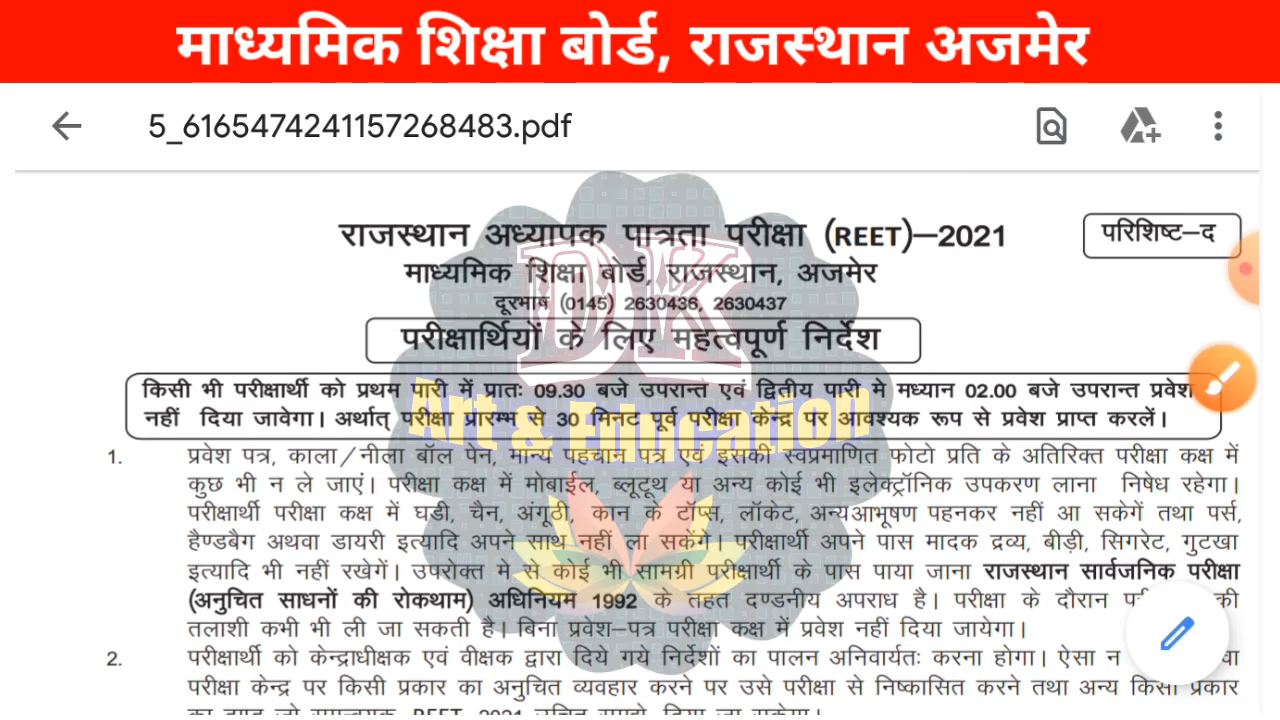 माध्यमिक शिक्षा बोर्ड, राजस्थान अजमेर
5_6165474241157268483.pdf
राजस्थान अध्यापक पात्रता परीक्षा (REET)–2021
परिशिष्ट–द
माध्यमिक शिक्षा बोर्ड, राजस्थान, अजमेर
दूरभाष (0145) 2630436, 2630437
परीक्षार्थियों के लिए महत्वपूर्ण निर्देश
DK
Art & Education
किसी भी परीक्षार्थी को प्रथम पारी में प्रातः 09.30 बजे उपरान्त एवं द्वितीय पारी मे मध्यान 02.00 बजे उपरान्त प्रवेश
नहीं दिया जावेगा। अर्थात् परीक्षा प्रारम्भ से 30 मिनट पूर्व परीक्षा केन्द्र पर आवश्यक रूप से प्रवेश प्राप्त करलें।
1. प्रवेश पत्र, काला/नीला बॉल पेन, मान्य पहचान पत्र एवं इसकी स्वप्रमाणित फोटो प्रति के अतिरिक्त परीक्षा कक्ष में
कुछ भी न ले जाएं। परीक्षा कक्ष में मोबाईल, ब्लूटूथ या अन्य कोई भी इलेक्ट्रॉनिक उपकरण लाना निषेध रहेगा।
परीक्षार्थी परीक्षा कक्ष में घडी, चैन, अंगूठी, कान के टॉप्स, लॉकेट, अन्यआभूषण पहनकर नहीं आ सकेगें तथा पर्स,
हैण्डबैग अथवा डायरी इत्यादि अपने साथ नहीं ला सकेंगें। परीक्षार्थी अपने पास मादक द्रव्य, बीड़ी, सिगरेट, गुटखा
इत्यादि भी नहीं रखेगें। उपरोक्त मे से कोई भी सामग्री परीक्षार्थी के पास पाया जाना राजस्थान सार्वजनिक परीक्षा
(अनुचित साधनों की रोकथाम) अधिनियम 1992 के तहत दण्डनीय अपराध है। परीक्षा के दौरान की
तलाशी कभी भी ली जा सकती है। बिना प्रवेश–पत्र परीक्षा कक्ष में प्रवेश नहीं दिया जायेगा।
2. परीक्षार्थी को केन्द्राधीक्षक एवं वीक्षक द्वारा दिये गये निर्देशों का पालन अनिवार्यतः करना होगा। ऐसा न
परीक्षा केन्द्र पर किसी प्रकार का अनुचित व्यवहार करने पर उसे परीक्षा से निष्कासित करने तथा अन्य किसी प्रकार